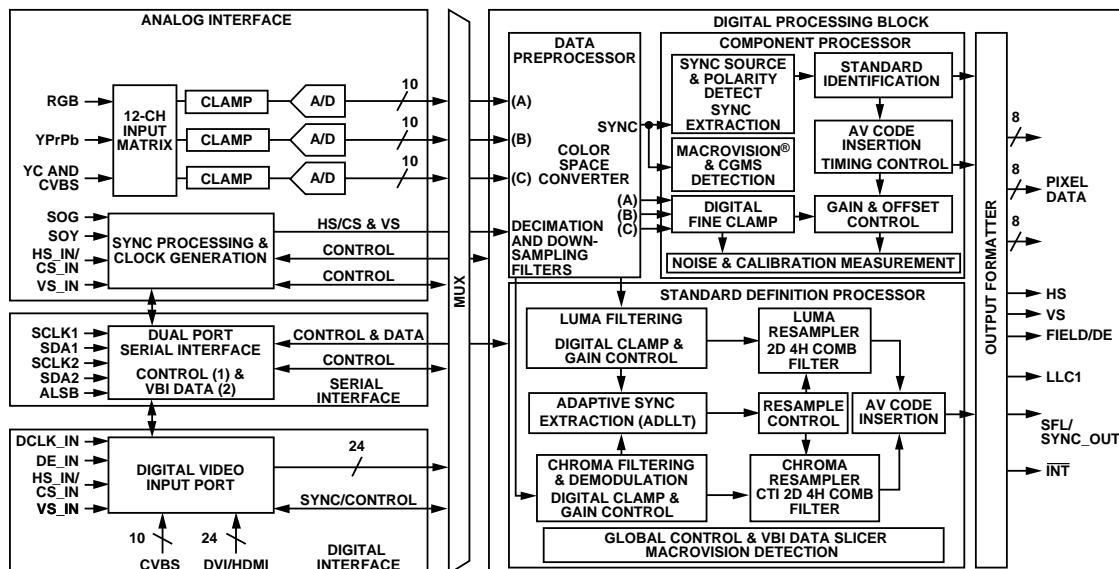 ANALOG INTERFACE
RGB
YPrPb
YC AND
CVBS
12-CH
INPUT
MATRIX
CLAMP
A/D
10
CLAMP
A/D
10
CLAMP
A/D
10
SOG
SOY
HS_IN/
CS_IN
VS_IN
SYNC PROCESSING &
CLOCK GENERATION
HS/CS & VS
CONTROL
CONTROL
SCLK1
SDA1
SCLK2
SDA2
ALSB
DUAL PORT
SERIAL INTERFACE
CONTROL (1) &
VBI DATA (2)
CONTROL & DATA
CONTROL
SERIAL
INTERFACE
DCLK_IN
DE_IN
HS_IN/
CS_IN
VS_IN
DIGITAL VIDEO
INPUT PORT
24
SYNC/CONTROL
10
CVBS
24
DVI/HDMI
DIGITAL
INTERFACE
MUX
DIGITAL PROCESSING BLOCK
DATA
PREPROCESSOR
(A)
(B)
(C)
SYNC
COLOR
SPACE
CONVERTER
(A)
(B)
(C)
DECIMATION
AND DOWN-
SAMPLING
FILTERS
COMPONENT PROCESSOR
SYNC SOURCE
& POLARITY
DETECT
SYNC
EXTRACTION
STANDARD
IDENTIFICATION
MACROVISION®
& CGMS
DETECTION
AV CODE
INSERTION
TIMING CONTROL
DIGITAL
FINE CLAMP
GAIN & OFFSET
CONTROL
NOISE & CALIBRATION MEASUREMENT
STANDARD DEFINITION PROCESSOR
LUMA FILTERING
DIGITAL CLAMP &
GAIN CONTROL
LUMA
RESAMPLER
2D 4H COMB
FILTER
ADAPTIVE SYNC
EXTRACTION (ADLLT)
RESAMPLE
CONTROL
AV CODE
INSERTION
CHROMA FILTERING
& DEMODULATION
DIGITAL CLAMP &
GAIN CONTROL
CHROMA
RESAMPLER
CTI 2D 4H COMB
FILTER
GLOBAL CONTROL & VBI DATA SLICER
MACROVISION DETECTION
OUTPUT FORMATTER
8
8
PIXEL
DATA
8
HS
VS
FIELD/DE
LLC1
SFL/
SYNC_OUT
INT